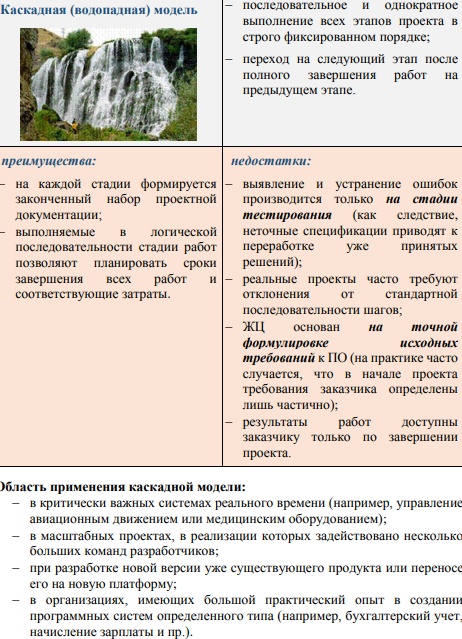 Каскадная (водопадная) модель
– последовательное и однократное
выполнение всех этапов проекта в
строго фиксированном порядке;
– переход на следующий этап после
полного завершения работ на
предыдущем этапе.
преимущества:
– на каждой стадии формируется
законченный набор проектной
документации;
– выполняемые в логической
последовательности стадии работ
позволяют планировать сроки
завершения всех работ и
соответствующие затраты.
недостатки:
– выявление и устранение ошибок
производится только на стадии
тестирования (как следствие,
неточные спецификации приводят к
переработке уже принятых
решений);
– реальные проекты часто требуют
отклонения от стандартной
последовательности шагов;
– ЖЦ основан на точной
формулировке исходных
требований к ПО (на практике часто
случается, что в начале проекта
требования заказчика определены
лишь частично);
– результаты работ доступны
заказчику только по завершении
проекта.
Область применения каскадной модели:
– в критически важных системах реального времени (например, управление
авиационным движением или медицинским оборудованием);
– в масштабных проектах, в реализации которых задействовано несколько
больших команд разработчиков;
– при разработке новой версии уже существующего продукта или переносе
его на новую платформу;
– в организациях, имеющих большой практический опыт в создании
программных систем определенного типа (например, бухгалтерский учет,
начисление зарплаты и пр.).